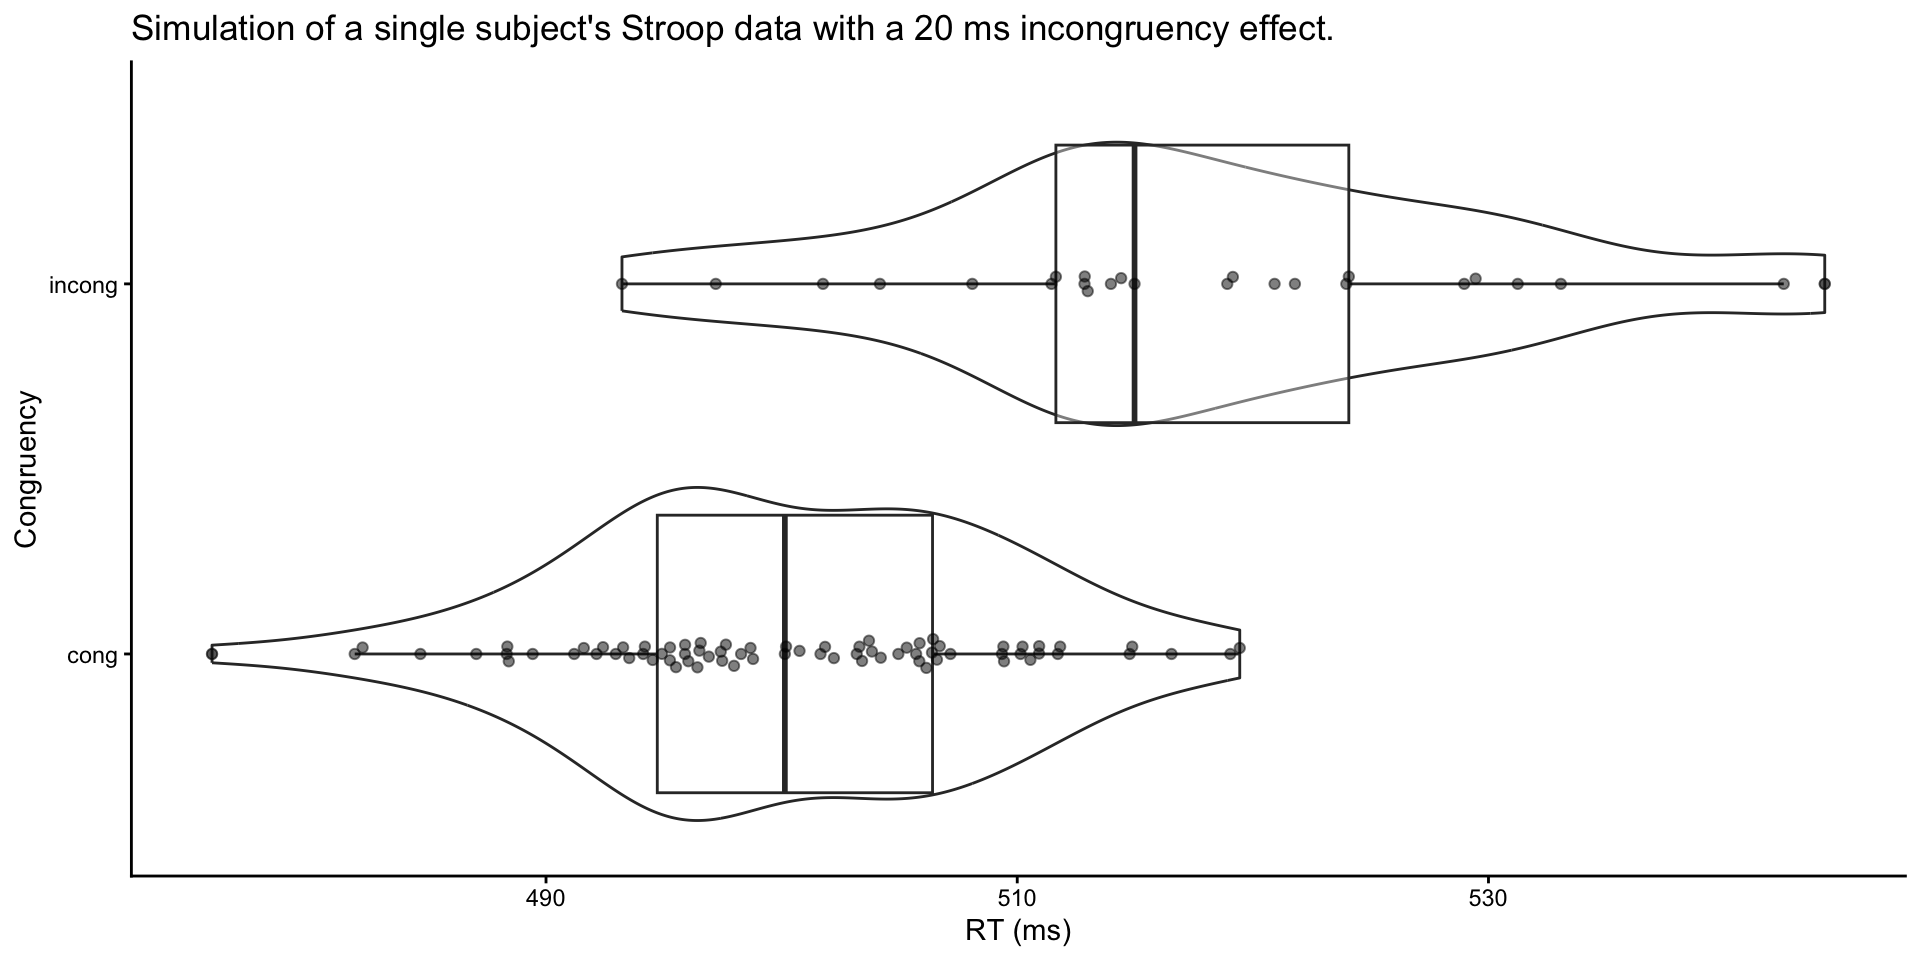 Simulation of a single subject's Stroop data with a 20 ms incongruency effect.
incong
Congruency
cong
490
510
530
RT (ms)